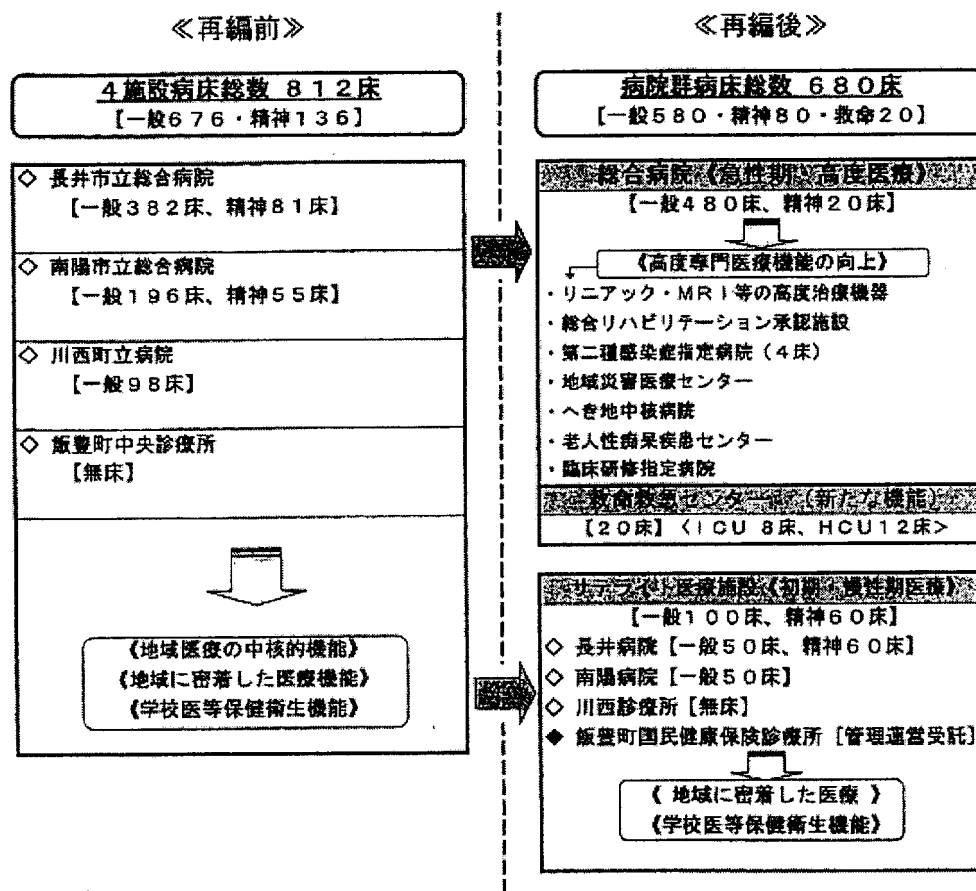 ≪再編前≫
４施設病床総数 ８１２床
【一般６７６・精神１３６】
◇ 長井市立総合病院
【一般３８２床、精神８１床】
◇ 南陽市立総合病院
【一般１９６床、精神５５床】
◇ 川西町立病院
【一般９８床】
◇ 飯豊町中央診療所
【無床】
《地域医療の中核的機能》
《地域に密着した医療機能》
《学校医等保健衛生機能》
≪再編後≫
病院群病床総数 ６８０床
【一般５８０・精神８０・救命２０】
総合病院《急性期・高度医療》
【一般４８０床、精神２０床】
《高度専門医療機能の向上》
・リニアック・ＭＲＩ等の高度治療機器
・総合リハビリテーション承認施設
・第二種感染症指定病院（４床）
・地域災害医療センター
・へき地中核病院
・老人性痴呆疾患センター
・臨床研修指定病院
救命救急センター （新たな機能）
【２０床】＜ＩＣＵ ８床、ＨＣＵ１２床＞
サテライト医療施設《初期・慢性期医療》
【一般１００床、精神６０床】
◇ 長井病院［一般５０床、精神６０床］
◇ 南陽病院［一般５０床］
◇ 川西診療所［無床］
◆ 飯豊町国民健康保険診療所［管理運営受託］
《 地域に密着した医療 》
《学校医等保健衛生機能》